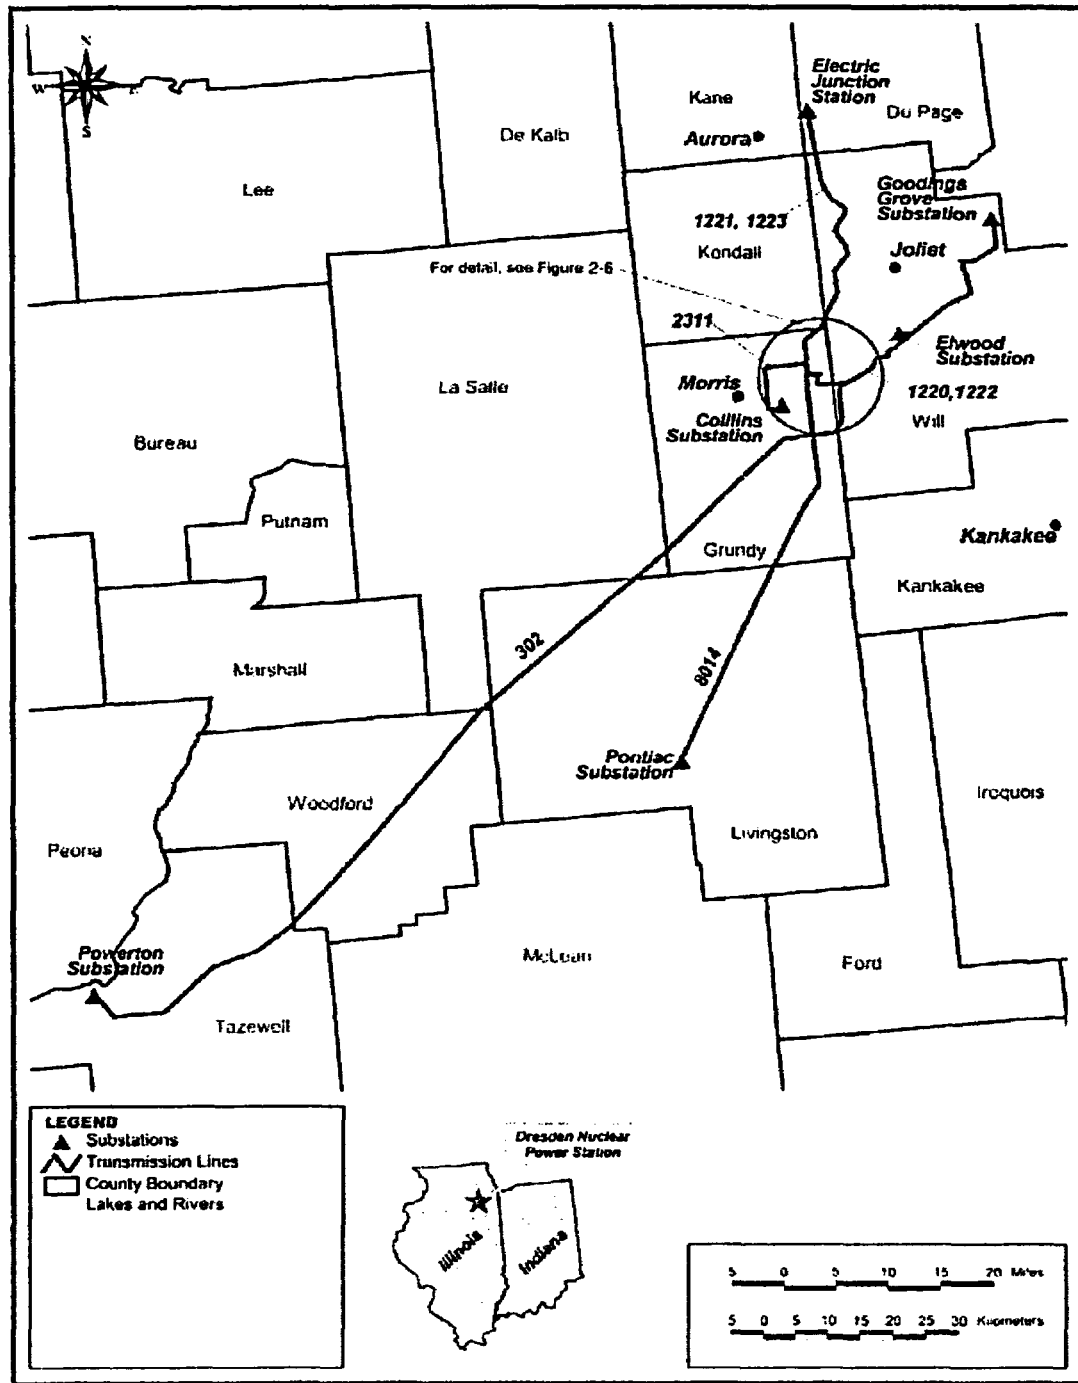 N
W
E
S
Electric
Junction
Station
Kane
Du Page
Aurora
De Kalb
Lee
Goodings
Grove
Substation
1221, 1223
Joliet
Kendall
For detail, see Figure 2-6
2311
Elwood
Substation
La Salle
Morris
1220,1222
Colllins
Substation
Will
Bureau
Putnam
Kankakee
Grundy
Kankakee
302
8014
Marshall
Pontiac
Substation
Woodford
Iroquois
Livingston
Peoria
Powerton
Substation
McLean
Ford
Tazewell
LEGEND
Substations
Transmission Lines
County Boundary
Lakes and Rivers
Dresden Nuclear
Power Station
Illinois
Indiana
5 0 5 10 15 20 Miles
5 0 5 10 15 20 25 30 Kilometers